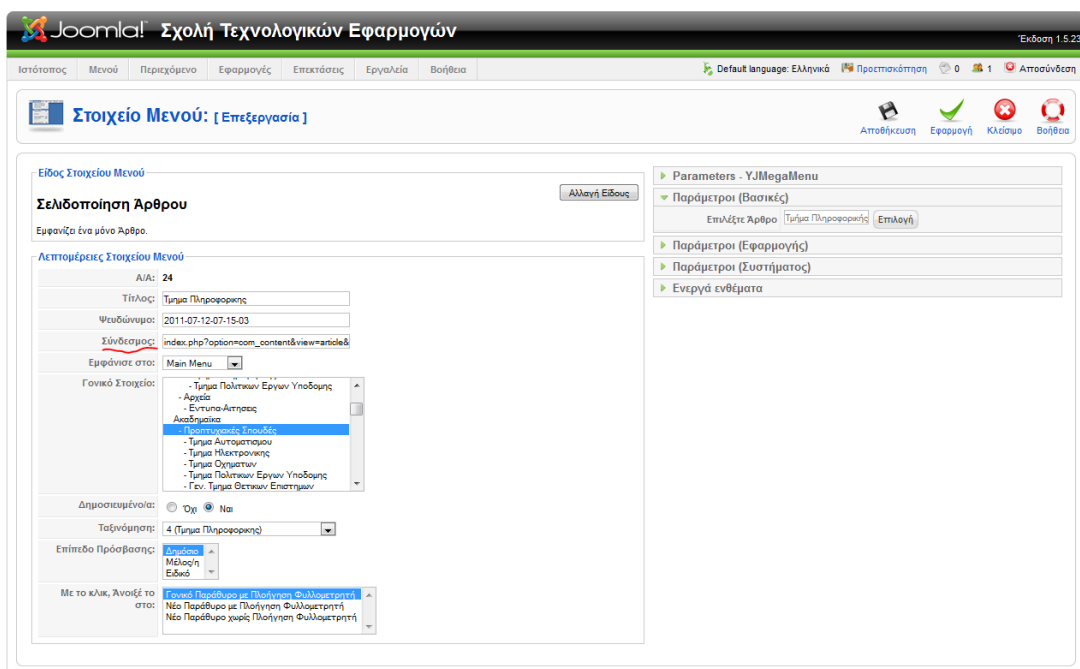 Joomla! Σχολή Τεχνολογικών Εφαρμογών
Έκδοση 1.5.23
Ιστότοπος Μενού Περιεχόμενο Εφαρμογές Επεκτάσεις Εργαλεία Βοήθεια Default language: Ελληνικά Προεπισκόπηση 0 1 Αποσύνδεση
Στοιχείο Μενού: [ Επεξεργασία ]
Αποθήκευση Εφαρμογή Κλείσιμο Βοήθεια
Είδος Στοιχείου Μενού
Αλλαγή Είδους
Σελιδοποίηση Άρθρου
Εμφανίζει ένα μόνο Άρθρο.
Λεπτομέρειες Στοιχείου Μενού
Α/Α: 24
Τίτλος: Τμημα Πληροφορικης
Ψευδώνυμο: 2011-07-12-07-15-03
Σύνδεσμος: index.php?option=com_content&view=article&
Εμφάνισε στο: Main Menu
Γονικό Στοιχείο:
- Τμημα Πολιτικων Εργων Υποδομης
- Αρχεία
- Εντυπα-Αιτησεις
Ακαδημαϊκα
- Προπτυχιακές Σπουδές
- Τμημα Αυτοματισμου
- Τμημα Ηλεκτρονικης
- Τμημα Οχηματων
- Τμημα Πολιτικων Εργων Υποδομης
- Γεν. Τμημα Θετικων Επιστημων
Δημοσιευμένο/α: Όχι Ναι
Ταξινόμηση: 4 (Τμημα Πληροφορικης)
Επίπεδο Πρόσβασης: Δημόσιο
Μέλος/η
Ειδικό
Με το κλικ, Άνοιξέ το στο: Γονικό Παράθυρο με Πλοήγηση Φυλλομετρητή
Νέο Παράθυρο με Πλοήγηση Φυλλομετρητή
Νέο Παράθυρο χωρίς Πλοήγηση Φυλλομετρητή
Parameters - YJMegaMenu
Παράμετροι (Βασικές)
Επιλέξτε Άρθρο Τμήμα Πληροφορικής Επιλογή
Παράμετροι (Εφαρμογής)
Παράμετροι (Συστήματος)
Ενεργά ενθέματα